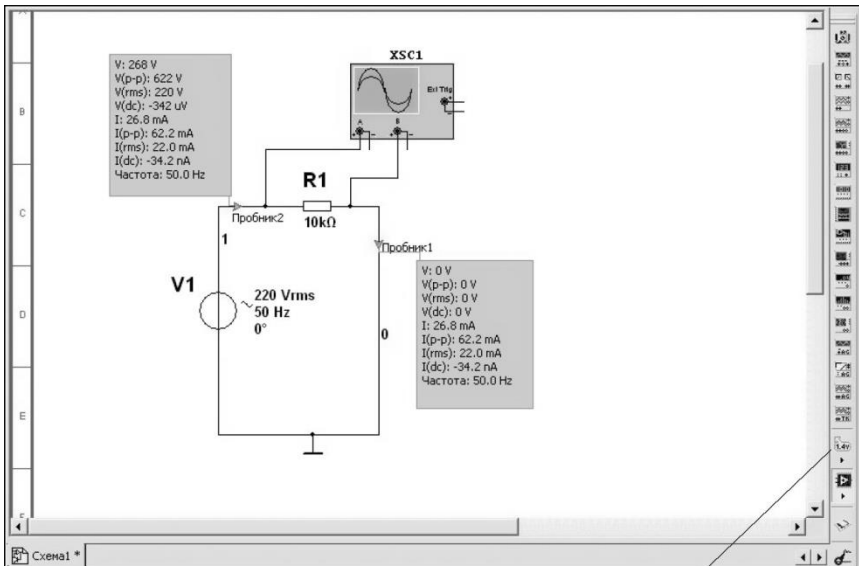 A
B
C
D
E
V: 268 V
V(p-p): 622 V
V(rms): 220 V
V(dc): -342 uV
I: 26.8 mA
I(p-p): 62.2 mA
I(rms): 22.0 mA
I(dc): -34.2 nA
Частота: 50.0 Hz
XSC1
Ext Trig
+
-
A
B
+
-
+
-
R1
10kΩ
Пробник2
1
Пробник1
V1
220 Vrms
50 Hz
0°
0
V: 0 V
V(p-p): 0 V
V(rms): 0 V
V(dc): 0 V
I: 26.8 mA
I(p-p): 62.2 mA
I(rms): 22.0 mA
I(dc): -34.2 nA
Частота: 50.0 Hz
1.4v
Схема1 *